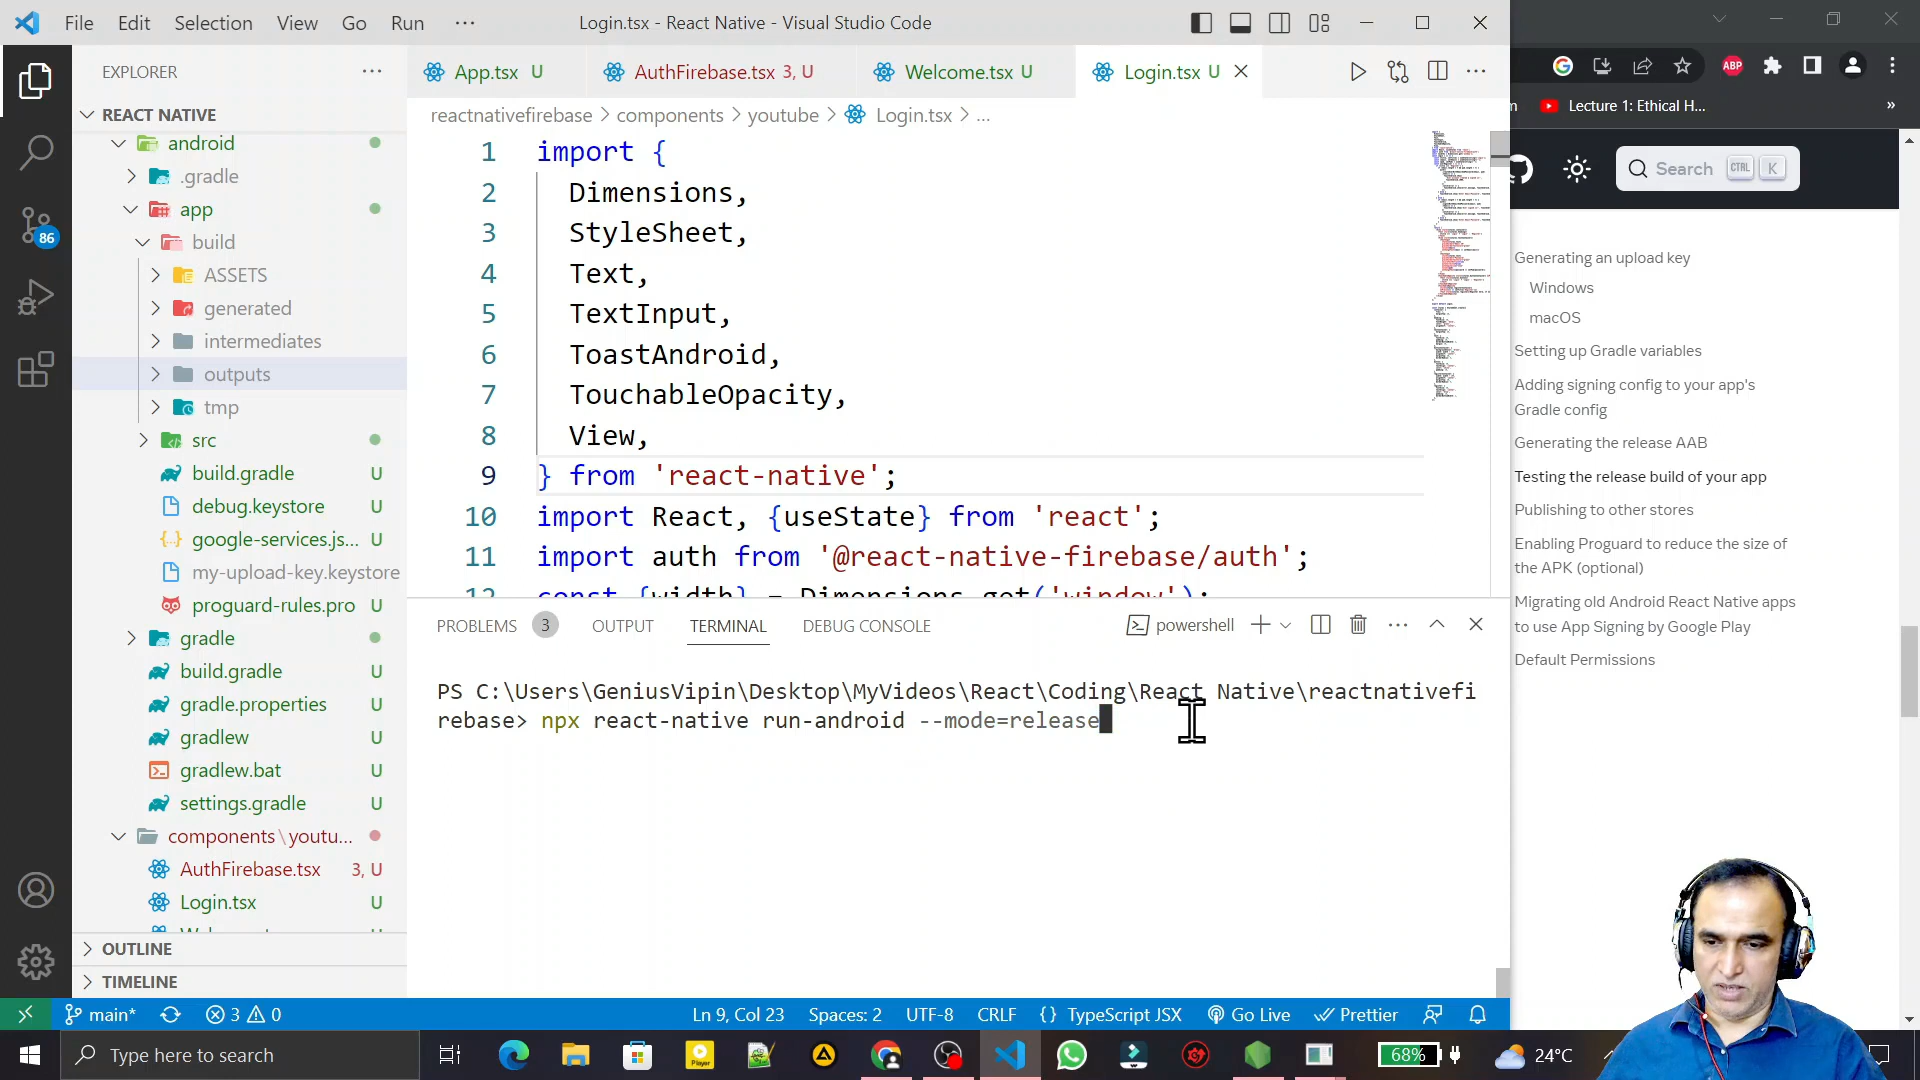 File Edit Selection View Go Run ··· Login.tsx - React Native - Visual Studio Code
EXPLORER
REACT NATIVE
android
.gradle
app
build
ASSETS
generated
intermediates
outputs
tmp
src
build.gradle U
debug.keystore U
google-services.js... U
my-upload-key.keystore
proguard-rules.pro U
gradle
build.gradle U
gradle.properties U
gradlew U
gradlew.bat U
settings.gradle U
components\youtu...
AuthFirebase.tsx 3, U
Login.tsx U
OUTLINE
TIMELINE
86
App.tsx U AuthFirebase.tsx 3, U Welcome.tsx U Login.tsx U
reactnativefirebase > components > youtube > Login.tsx > ...
1 import {
2 Dimensions,
3 StyleSheet,
4 Text,
5 TextInput,
6 ToastAndroid,
7 TouchableOpacity,
8 View,
9 } from 'react-native';
10 import React, {useState} from 'react';
11 import auth from '@react-native-firebase/auth';
12 const {width} = Dimensions.get('window');
PROBLEMS 3 OUTPUT TERMINAL DEBUG CONSOLE powershell
PS C:\Users\GeniusVipin\Desktop\MyVideos\React\Coding\React Native\reactnativefi
rebase> npx react-native run-android --mode=release
main* 3 0 Ln 9, Col 23 Spaces: 2 UTF-8 CRLF {} TypeScript JSX Go Live Prettier
ABP
Lecture 1: Ethical H...
Search CTRL K
Generating an upload key
Windows
macOS
Setting up Gradle variables
Adding signing config to your app's
Gradle config
Generating the release AAB
Testing the release build of your app
Publishing to other stores
Enabling Proguard to reduce the size of
the APK (optional)
Migrating old Android React Native apps
to use App Signing by Google Play
Default Permissions
Type here to search
Player
68%
24°C